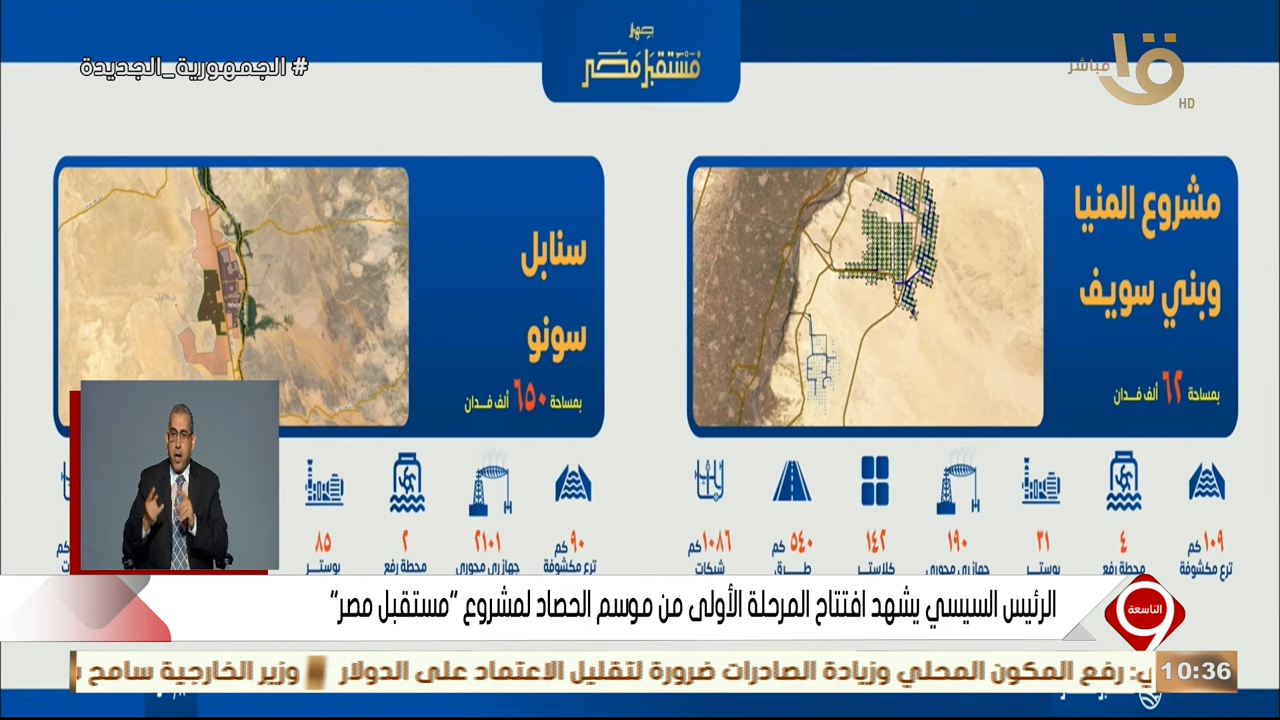 # الجمهورية_الجديدة
جهاز
مستقبل مصر
مباشر
HD
مشروع المنيا
وبني سويف
بمساحة ٦٢ ألف فدان
سنابل
سونو
بمساحة ٦٥٠ ألف فدان
١٠٩ كم
ترع مكشوفة
٤
محطة رفع
٣١
بوستر
١٩٠
جهاز ري محوري
١٤٢
كلاستر
٥٤٠ كم
طرق
١٠٨٦ كم
شبكات
٩٠ كم
ترع مكشوفة
٢
محطة رفع
٢١٠١
جهاز ري محوري
٨٥
بوستر
كم
التاسعة
الرئيس السيسي يشهد افتتاح المرحلة الأولى من موسم الحصاد لمشروع "مستقبل مصر"
10:36
ي: رفع المكون المحلي وزيادة الصادرات ضرورة لتقليل الاعتماد على الدولار وزير الخارجية سامح